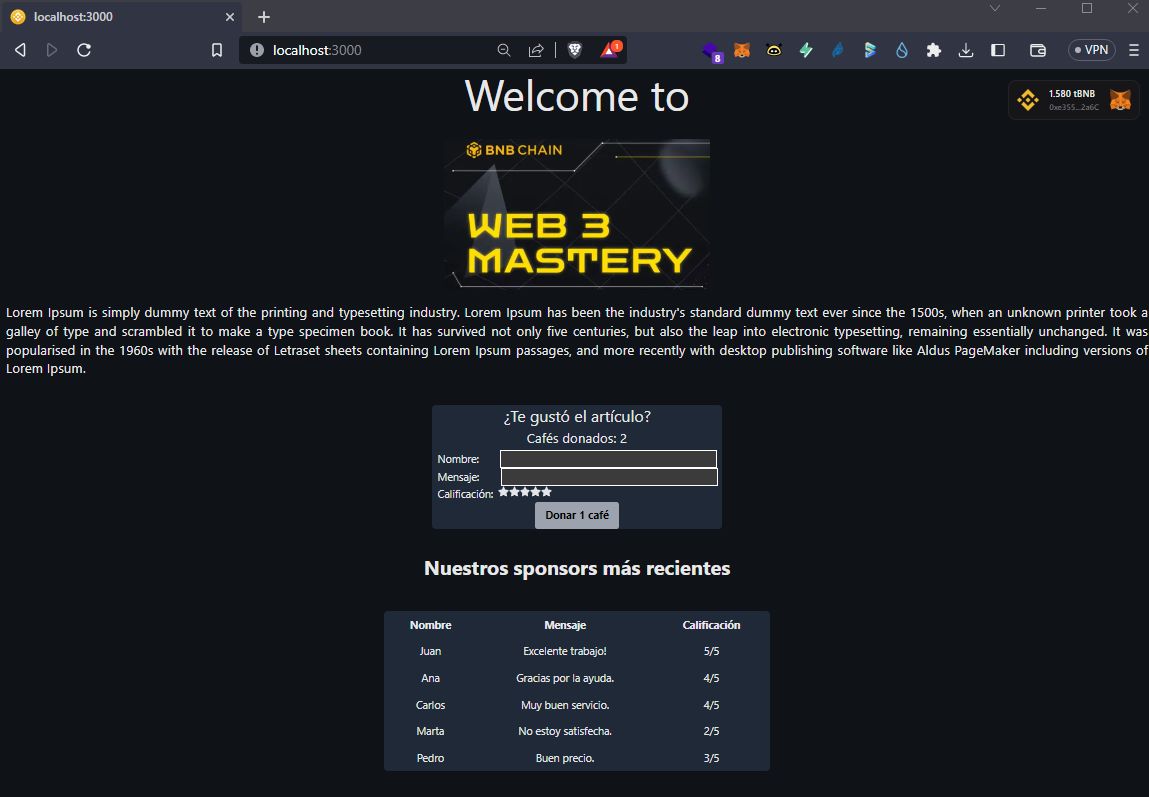 localhost:3000
localhost:3000
1
8
VPN
Welcome to
1.580 tBNB
0xe355...2a6C
BNB CHAIN
WEB 3
MASTERY
Lorem Ipsum is simply dummy text of the printing and typesetting industry. Lorem Ipsum has been the industry's standard dummy text ever since the 1500s, when an unknown printer took a
galley of type and scrambled it to make a type specimen book. It has survived not only five centuries, but also the leap into electronic typesetting, remaining essentially unchanged. It was
popularised in the 1960s with the release of Letraset sheets containing Lorem Ipsum passages, and more recently with desktop publishing software like Aldus PageMaker including versions of
Lorem Ipsum.
¿Te gustó el artículo?
Cafés donados: 2
Nombre:
Mensaje:
Calificación:
Donar 1 café
Nuestros sponsors más recientes
Nombre Mensaje Calificación
Juan Excelente trabajo! 5/5
Ana Gracias por la ayuda. 4/5
Carlos Muy buen servicio. 4/5
Marta No estoy satisfecha. 2/5
Pedro Buen precio. 3/5